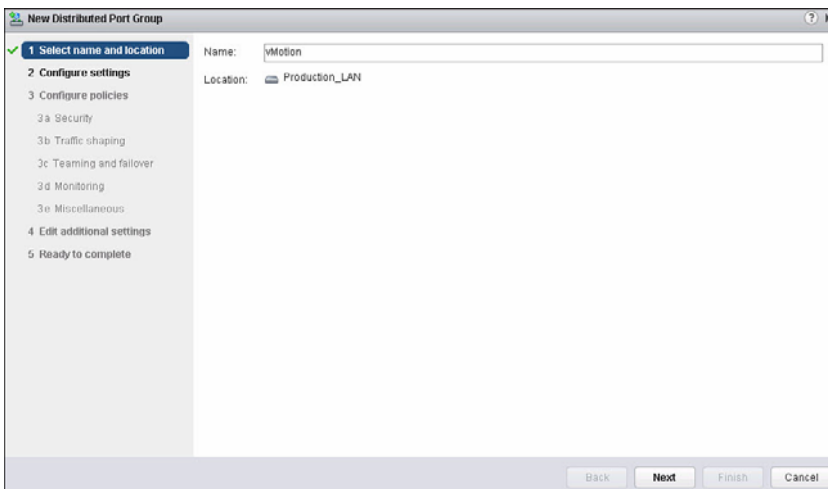 New Distributed Port Group
?
1 Select name and location
2 Configure settings
3 Configure policies
3a Security
3b Traffic shaping
3c Teaming and failover
3d Monitoring
3e Miscellaneous
4 Edit additional settings
5 Ready to complete
Name: vMotion
Location: Production_LAN
Back Next Finish Cancel